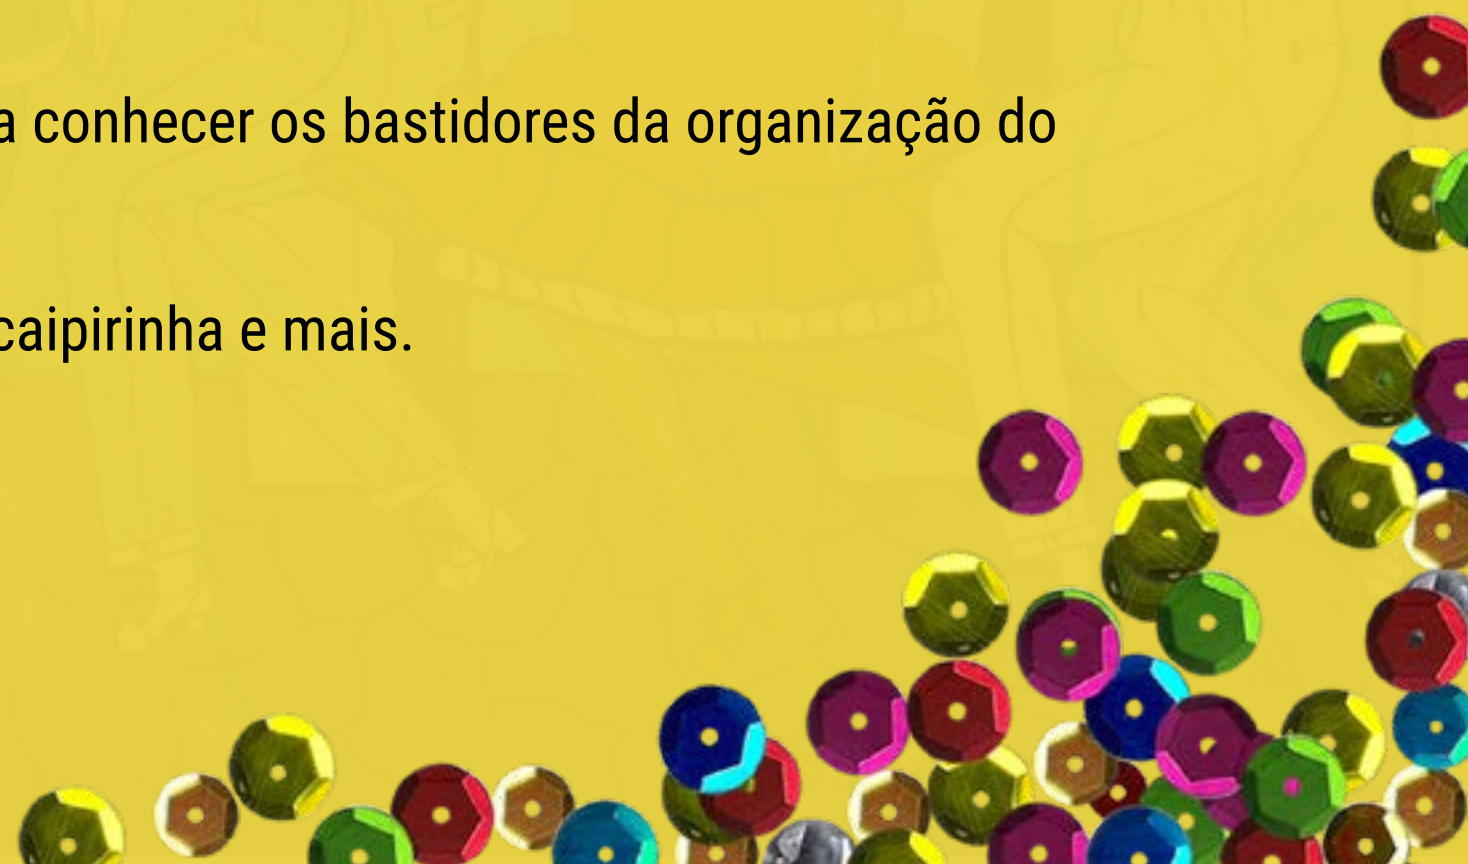 a conhecer os bastidores da organização do
caipirinha e mais.